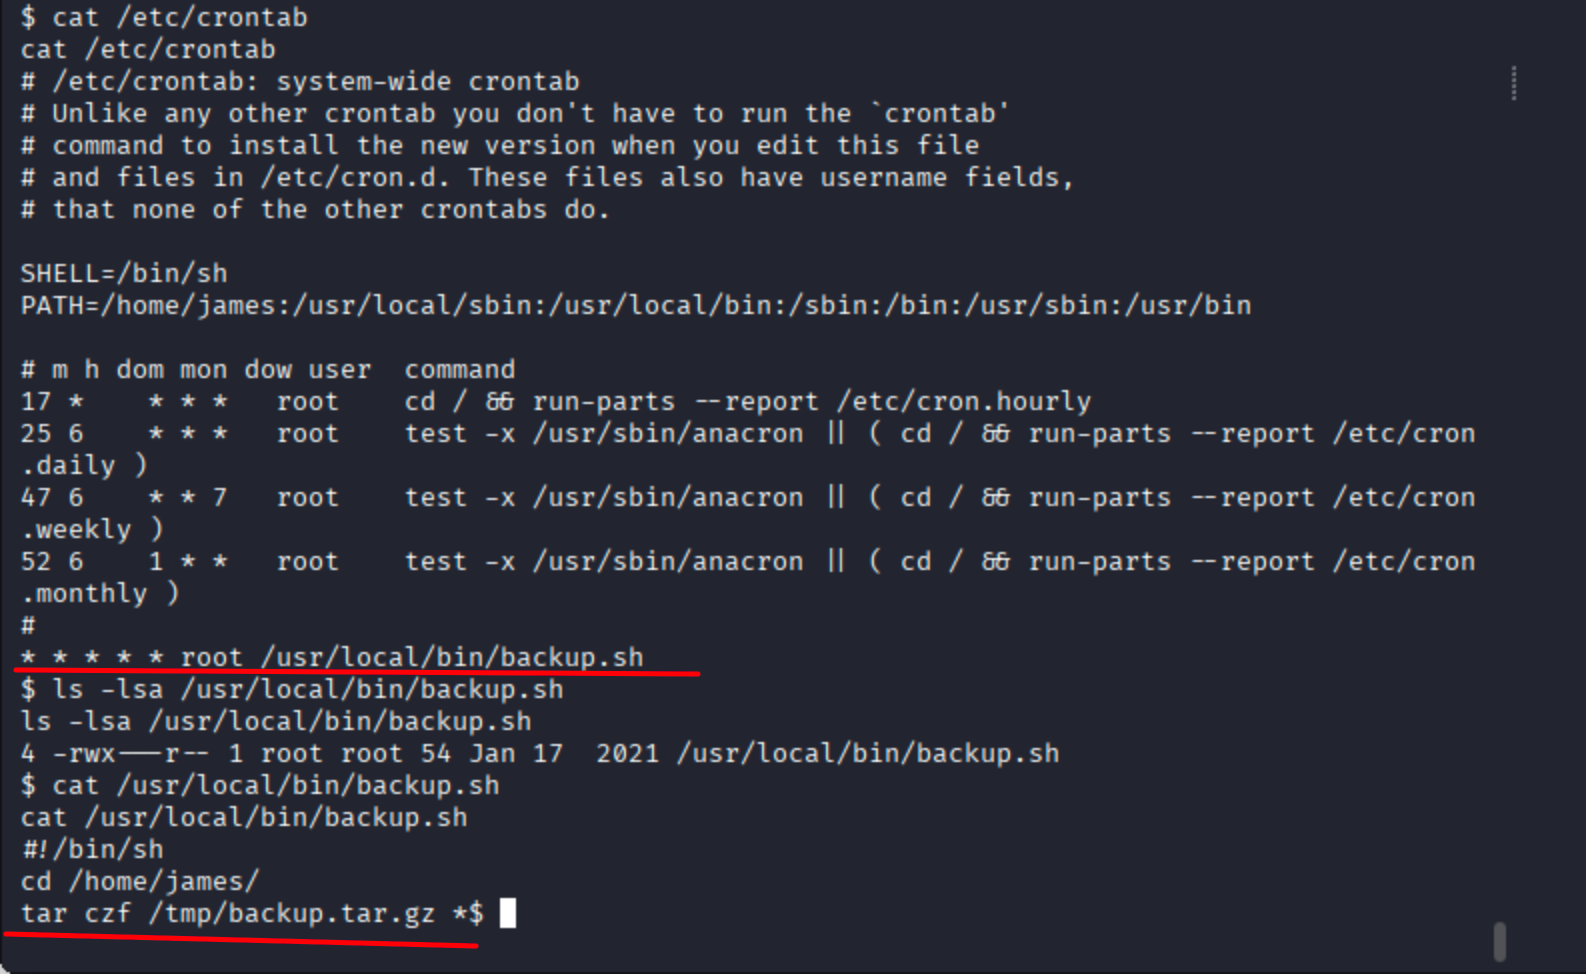 $ cat /etc/crontab
cat /etc/crontab
# /etc/crontab: system-wide crontab
# Unlike any other crontab you don't have to run the `crontab'
# command to install the new version when you edit this file
# and files in /etc/cron.d. These files also have username fields,
# that none of the other crontabs do.

SHELL=/bin/sh
PATH=/home/james:/usr/local/sbin:/usr/local/bin:/sbin:/bin:/usr/sbin:/usr/bin

# m h dom mon dow user  command
17 *    * * *   root    cd / && run-parts --report /etc/cron.hourly
25 6    * * *   root    test -x /usr/sbin/anacron || ( cd / && run-parts --report /etc/cron
.daily )
47 6    * * 7   root    test -x /usr/sbin/anacron || ( cd / && run-parts --report /etc/cron
.weekly )
52 6    1 * *   root    test -x /usr/sbin/anacron || ( cd / && run-parts --report /etc/cron
.monthly )
#
* * * * * root /usr/local/bin/backup.sh
$ ls -lsa /usr/local/bin/backup.sh
ls -lsa /usr/local/bin/backup.sh
4 -rwx---r-- 1 root root 54 Jan 17  2021 /usr/local/bin/backup.sh
$ cat /usr/local/bin/backup.sh
cat /usr/local/bin/backup.sh
#!/bin/sh
cd /home/james/
tar czf /tmp/backup.tar.gz *$